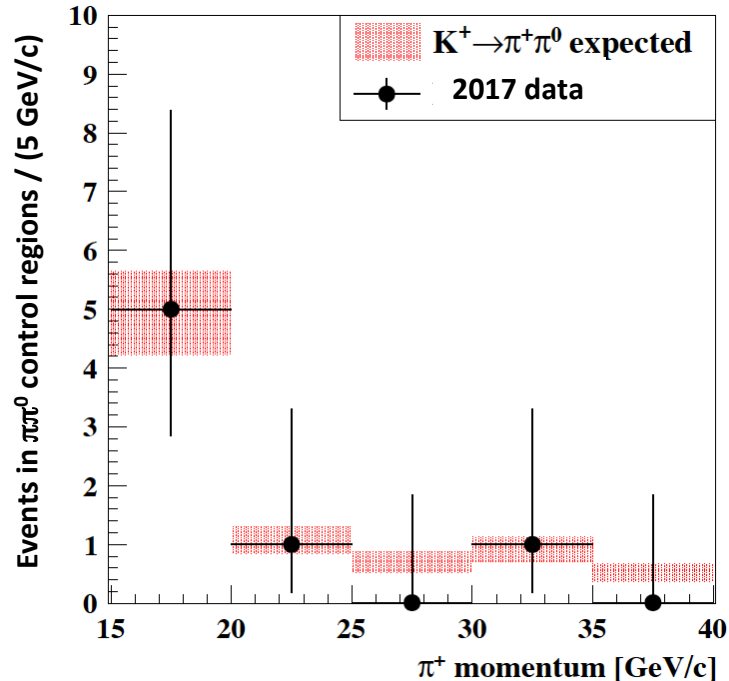 K⁺→π⁺π⁰ expected
2017 data
Events in ππ⁰ control regions / (5 GeV/c)
10
9
8
7
6
5
4
3
2
1
0
15 20 25 30 35 40
π⁺ momentum [GeV/c]